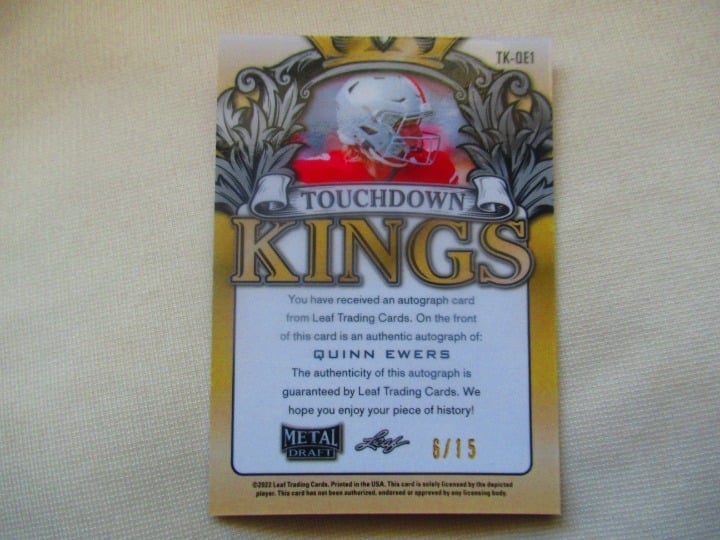 TK-QE1
TOUCHDOWN
KINGS
You have received an autograph card
from Leaf Trading Cards. On the front
of this card is an authentic autograph of:
QUINN EWERS
The authenticity of this autograph is
guaranteed by Leaf Trading Cards. We
hope you enjoy your piece of history!
METAL
DRAFT
Leaf
6/15
©2022 Leaf Trading Cards. Printed in the USA. This card is solely licensed by the depicted
player. This card has not been authorized, endorsed or approved by any licensing body.